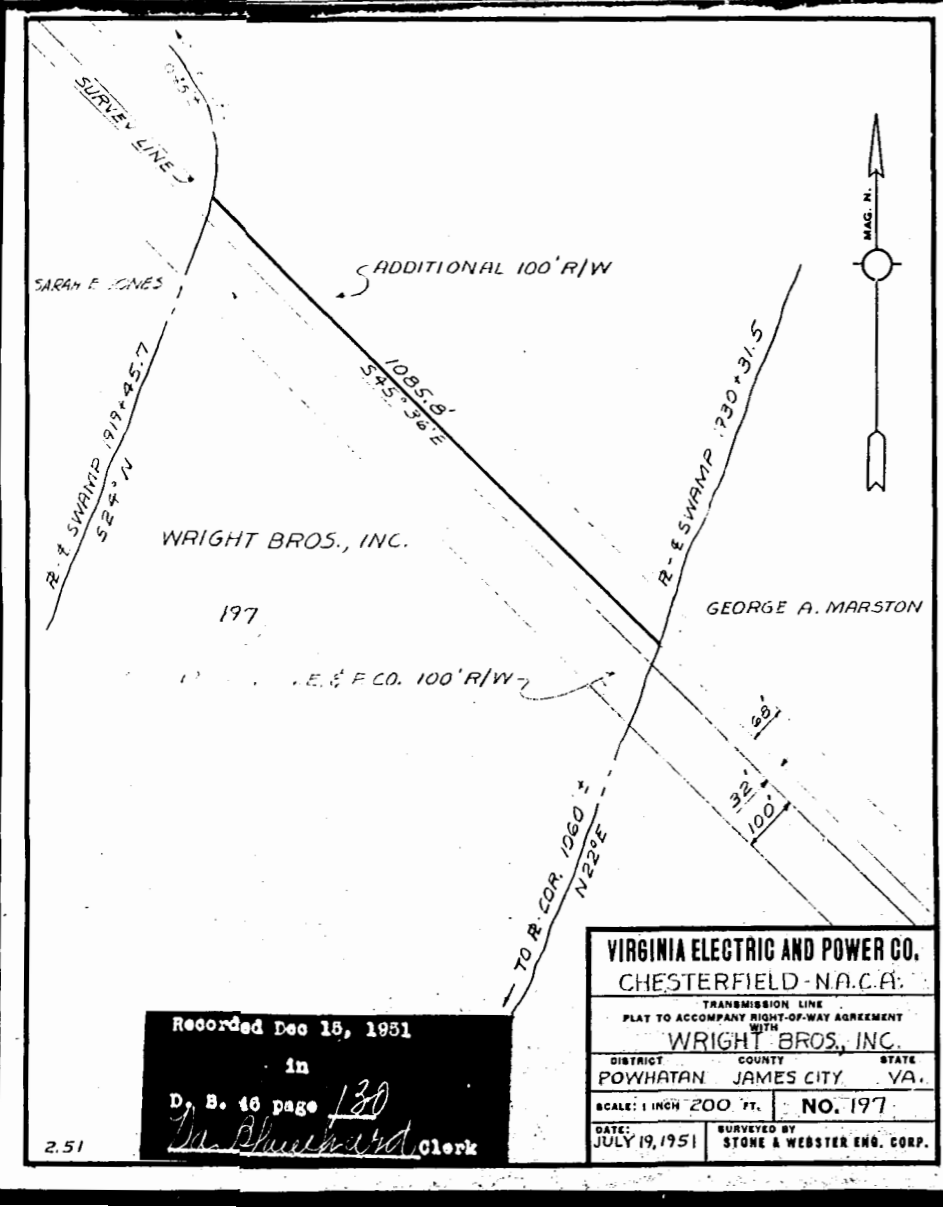 SURVEY LINE
MAG. N.
ADDITIONAL 100' R/W
SARAH E. JONES
1085.8'
S45° 36' E
℄ SWAMP 1919+45.7
S24° N
℄ SWAMP 1930+31.5
WRIGHT BROS., INC.
197
GEORGE A. MARSTON
E. & P. CO. 100' R/W
68'
32'
100'
TO ℞ COR. 1060 ±
N22°E
VIRGINIA ELECTRIC AND POWER CO.
CHESTERFIELD - N.A.C.A.
TRANSMISSION LINE
PLAT TO ACCOMPANY RIGHT-OF-WAY AGREEMENT
WITH
WRIGHT BROS., INC.
DISTRICT COUNTY STATE
POWHATAN JAMES CITY VA.
SCALE: 1 INCH 200 FT. NO. 197
DATE: SURVEYED BY
JULY 19, 1951 STONE & WEBSTER ENG. CORP.
Recorded Dec 15, 1951
in
D. B. 46 page 130
Clerk
2.51